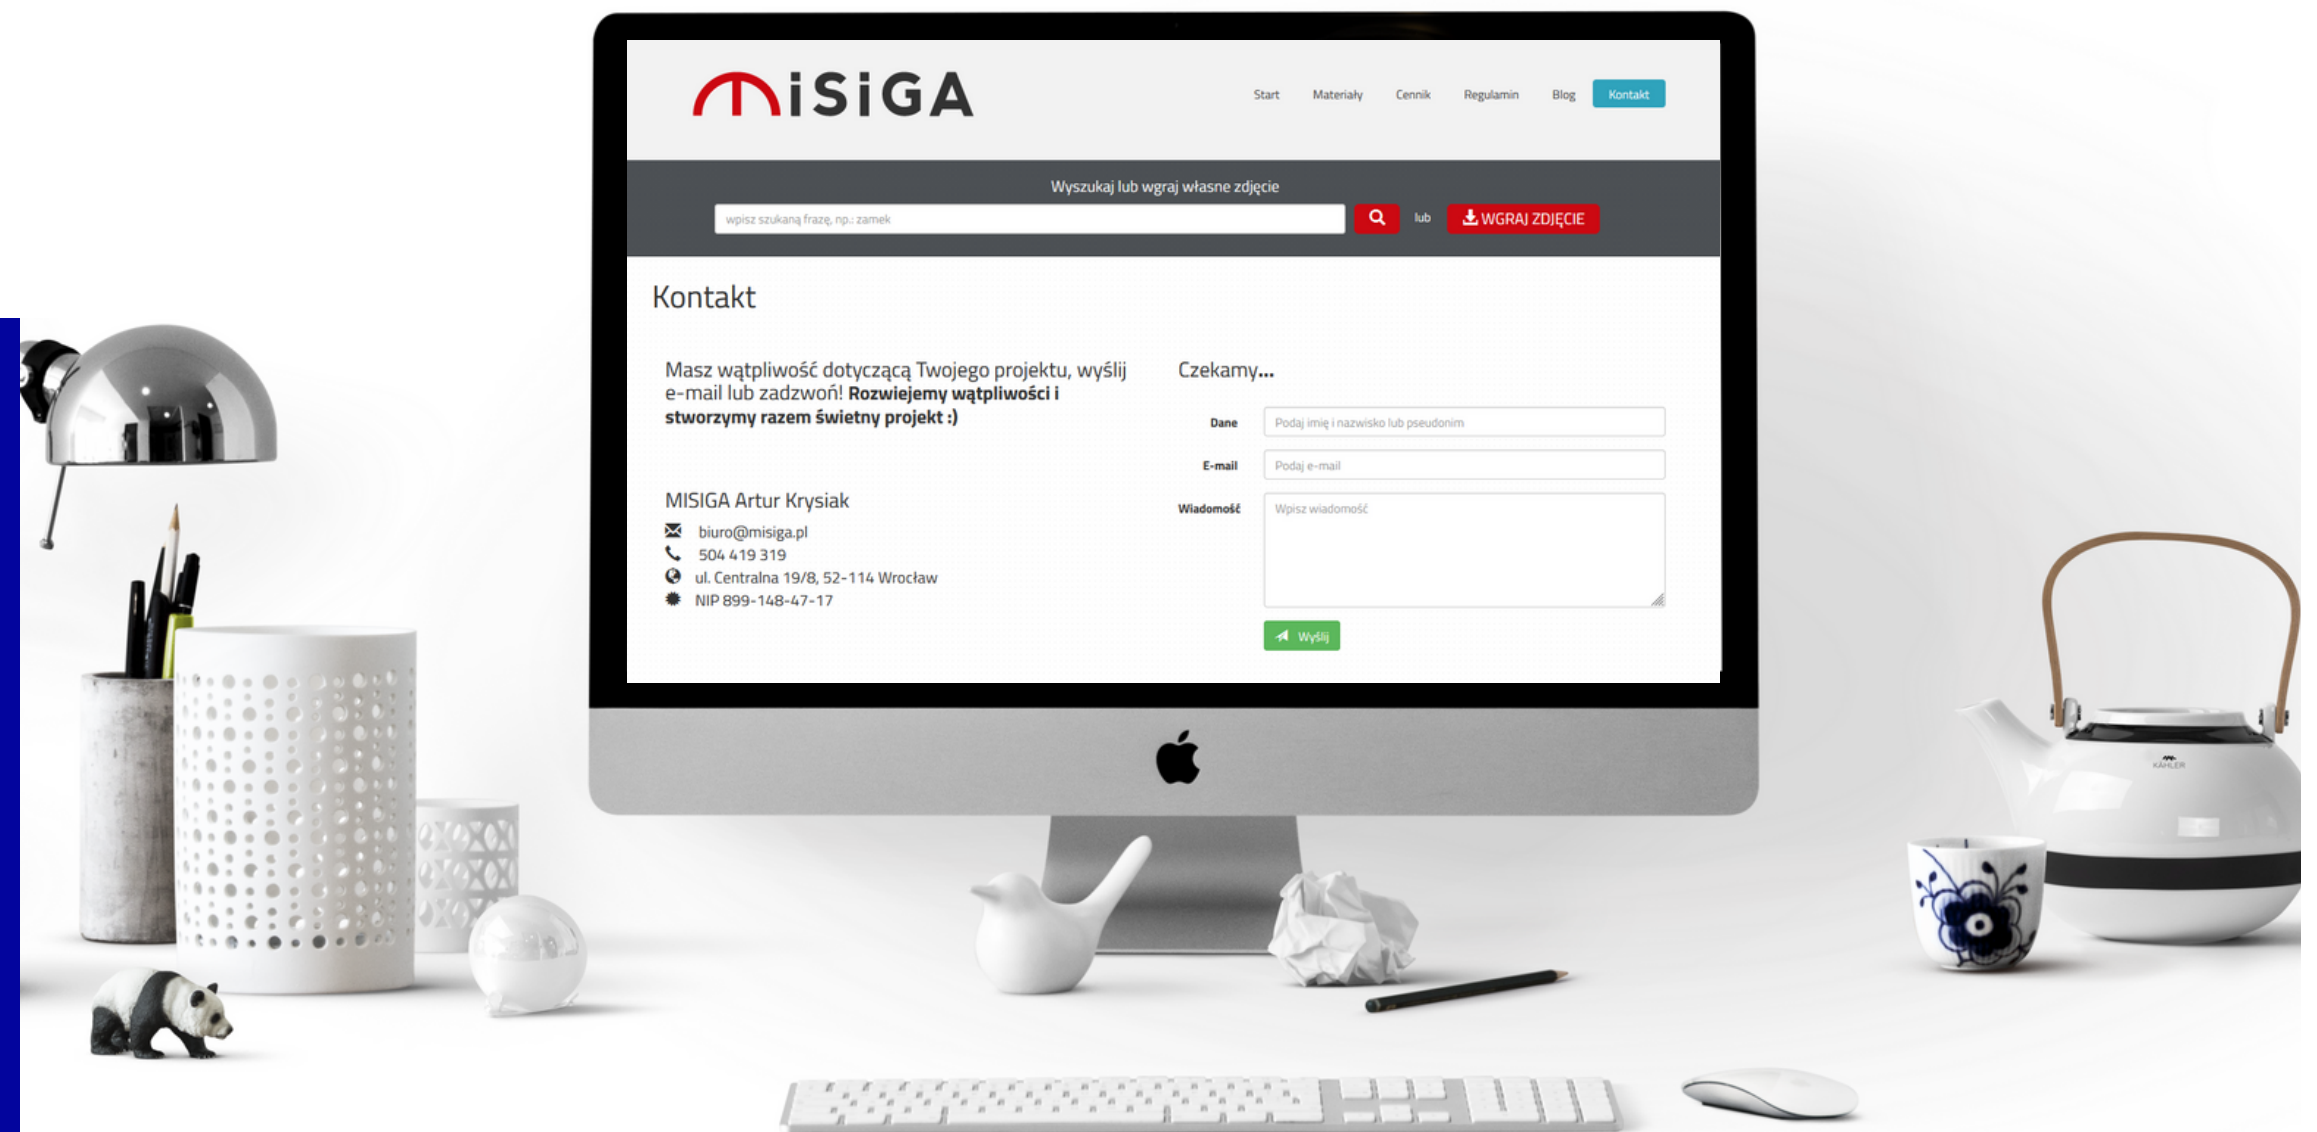 MiSiGA
Start Materiały Cennik Regulamin Blog Kontakt
Wyszukaj lub wgraj własne zdjęcie
wpisz szukaną frazę, np.: zamek
lub
WGRAJ ZDJĘCIE
Kontakt
Masz wątpliwość dotyczącą Twojego projektu, wyślij
e-mail lub zadzwoń! Rozwiejemy wątpliwości i
stworzymy razem świetny projekt :)
MISIGA Artur Krysiak
biuro@misiga.pl
504 419 319
ul. Centralna 19/8, 52-114 Wrocław
NIP 899-148-47-17
Czekamy...
Dane Podaj imię i nazwisko lub pseudonim
E-mail Podaj e-mail
Wiadomość Wpisz wiadomość
Wyślij
KÄHLER